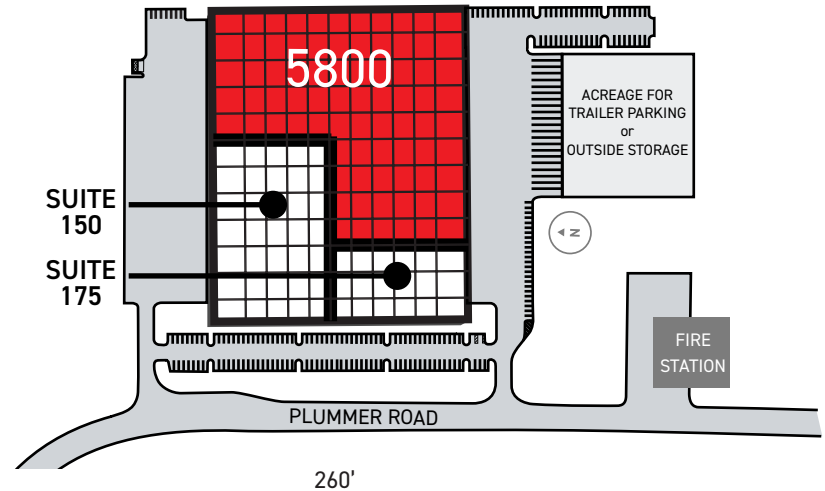 5800
ACREAGE FOR
TRAILER PARKING
or
OUTSIDE STORAGE
SUITE
150
N
SUITE
175
FIRE
STATION
PLUMMER ROAD
260'